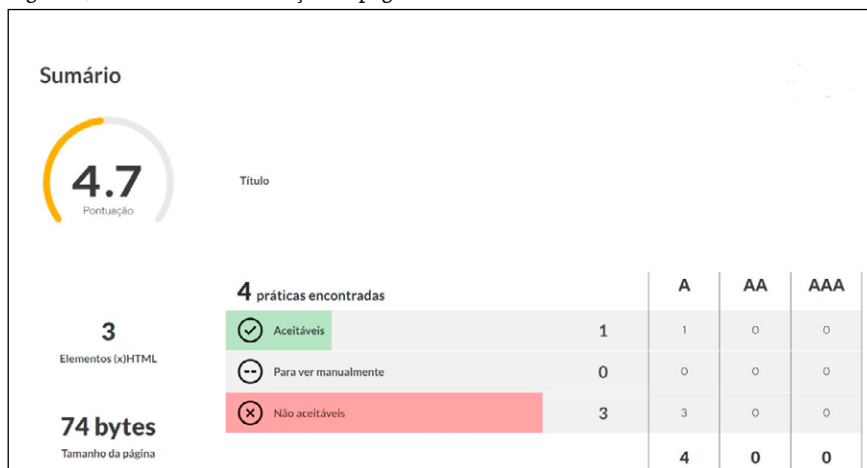 Sumário
4.7
Pontuação
Título
4 práticas encontradas A AA AAA
3
Elementos (x)HTML
Aceitáveis 1 1 0 0
Para ver manualmente 0 0 0 0
Não aceitáveis 3 3 0 0
74 bytes
Tamanho da página
4 0 0